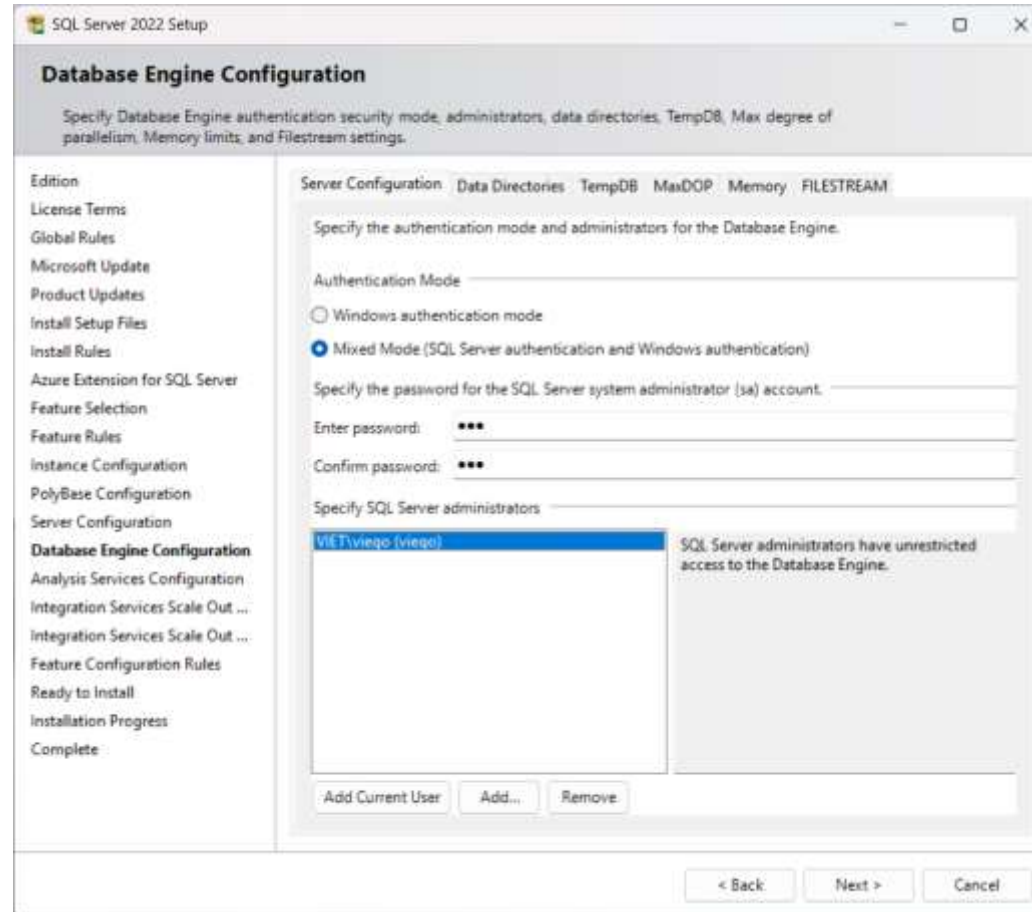 SQL Server 2022 Setup
Database Engine Configuration
Specify Database Engine authentication security mode, administrators, data directories, TempDB, Max degree of
parallelism, Memory limits, and Filestream settings.
Edition
License Terms
Global Rules
Microsoft Update
Product Updates
Install Setup Files
Install Rules
Azure Extension for SQL Server
Feature Selection
Feature Rules
Instance Configuration
PolyBase Configuration
Server Configuration
Database Engine Configuration
Analysis Services Configuration
Integration Services Scale Out ...
Integration Services Scale Out ...
Feature Configuration Rules
Ready to Install
Installation Progress
Complete
Server Configuration Data Directories TempDB MaxDOP Memory FILESTREAM
Specify the authentication mode and administrators for the Database Engine.
Authentication Mode
Windows authentication mode
Mixed Mode (SQL Server authentication and Windows authentication)
Specify the password for the SQL Server system administrator (sa) account.
Enter password: •••
Confirm password: •••
Specify SQL Server administrators
VIET\viego (viego)
SQL Server administrators have unrestricted
access to the Database Engine.
Add Current User Add... Remove
< Back Next > Cancel